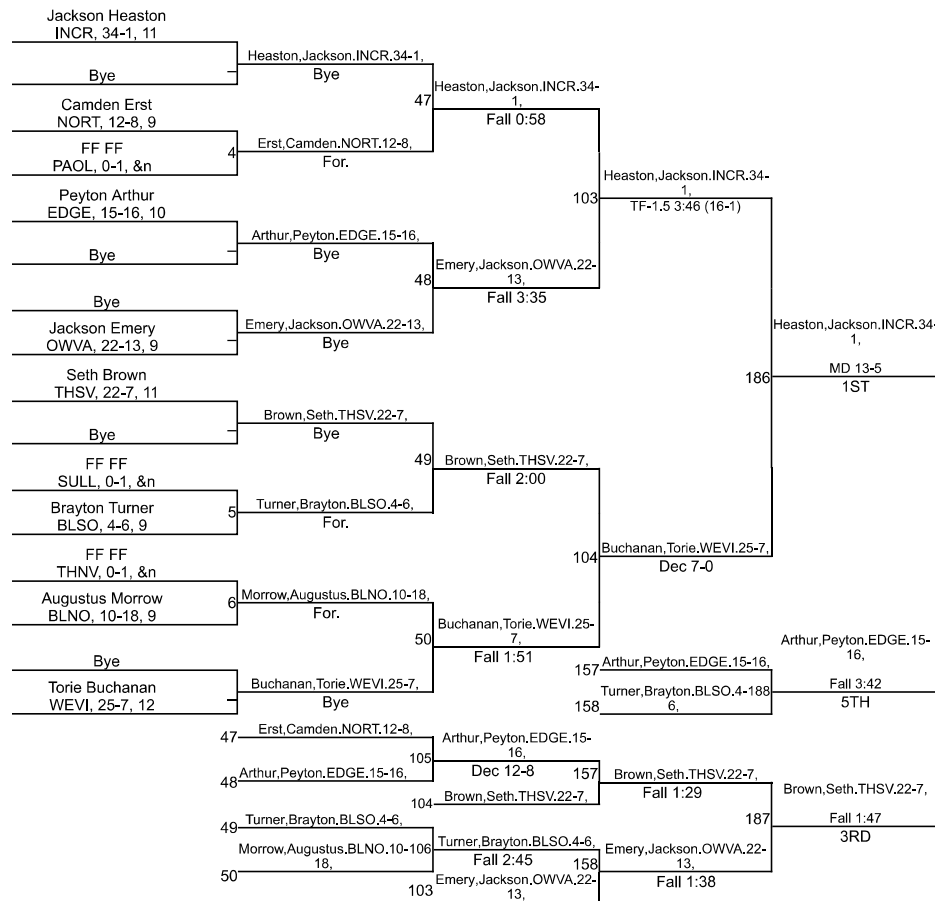 Jackson Heaston
INCR, 34-1, 11
Bye
Heaston,Jackson.INCR.34-1,
Bye
47
Heaston,Jackson.INCR.34-
1,
Fall 0:58
Camden Erst
NORT, 12-8, 9
4
FF FF
PAOL, 0-1, &n
Erst,Camden.NORT.12-8,
For.
103
Heaston,Jackson.INCR.34-
1,
TF-1.5 3:46 (16-1)
Peyton Arthur
EDGE, 15-16, 10
Bye
Arthur,Peyton.EDGE.15-16,
Bye
48
Emery,Jackson.OWVA.22-
13,
Fall 3:35
Bye
Jackson Emery
OWVA, 22-13, 9
Emery,Jackson.OWVA.22-13,
Bye
186
Heaston,Jackson.INCR.34-
1,
MD 13-5
1ST
Seth Brown
THSV, 22-7, 11
Bye
Brown,Seth.THSV.22-7,
Bye
49
Brown,Seth.THSV.22-7,
Fall 2:00
FF FF
SULL, 0-1, &n
5
Brayton Turner
BLSO, 4-6, 9
Turner,Brayton.BLSO.4-6,
For.
104
Buchanan,Torie.WEVI.25-7,
Dec 7-0
FF FF
THNV, 0-1, &n
6
Augustus Morrow
BLNO, 10-18, 9
Morrow,Augustus.BLNO.10-18,
For.
50
Buchanan,Torie.WEVI.25-
7,
Fall 1:51
Bye
Torie Buchanan
WEVI, 25-7, 12
Buchanan,Torie.WEVI.25-7,
Bye
157
Arthur,Peyton.EDGE.15-16,
158
Turner,Brayton.BLSO.4-188
6,
Arthur,Peyton.EDGE.15-
16,
Fall 3:42
5TH
47
Erst,Camden.NORT.12-8,
48
Arthur,Peyton.EDGE.15-16,
105
Arthur,Peyton.EDGE.15-
16,
Dec 12-8
104
Brown,Seth.THSV.22-7,
157
Brown,Seth.THSV.22-7,
Fall 1:29
49
Turner,Brayton.BLSO.4-6,
50
Morrow,Augustus.BLNO.10-106
18,
Turner,Brayton.BLSO.4-6,
Fall 2:45
103
Emery,Jackson.OWVA.22-
13,
158
Emery,Jackson.OWVA.22-
13,
Fall 1:38
187
Brown,Seth.THSV.22-7,
Fall 1:47
3RD